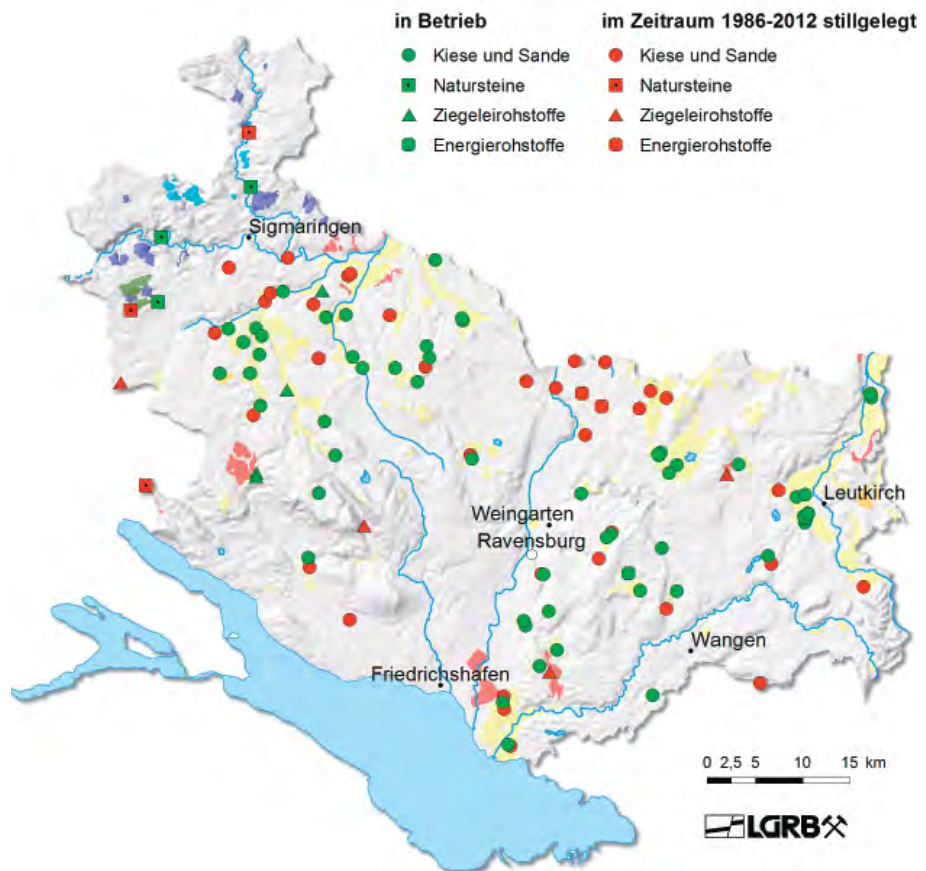 in Betrieb
im Zeitraum 1986-2012 stillgelegt
Kiese und Sande
Kiese und Sande
Natursteine
Natursteine
Ziegeleirohstoffe
Ziegeleirohstoffe
Energierohstoffe
Energierohstoffe
Sigmaringen
Leutkirch
Weingarten
Ravensburg
Wangen
Friedrichshafen
0 2,5 5 10 15 km
LGRB